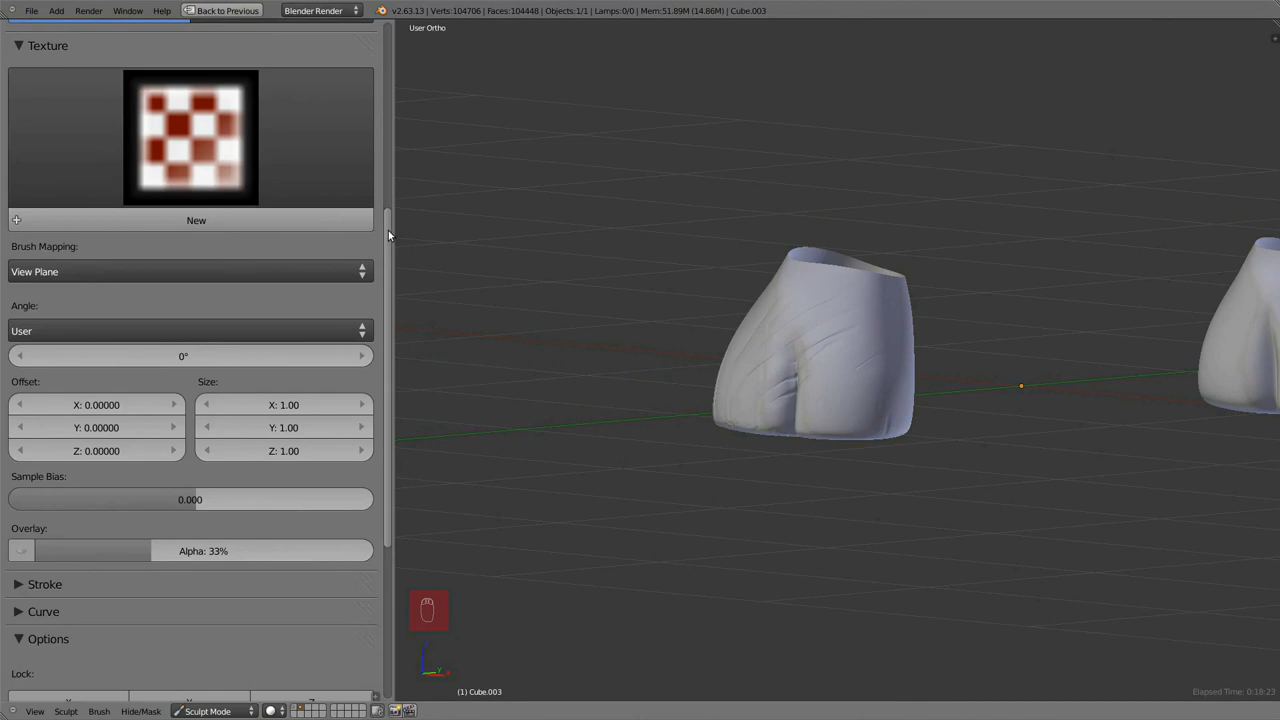 File Add Render Window Help Back to Previous Blender Render v2.63.13 | Verts:104706 | Faces:104448 | Objects:1/1 | Lamps:0/0 | Mem:51.89M (14.86M) | Cube.003
Texture
User Ortho
New
Brush Mapping:
View Plane
Angle:
User
0°
Offset: Size:
X: 0.00000 X: 1.00
Y: 0.00000 Y: 1.00
Z: 0.00000 Z: 1.00
Sample Bias:
0.000
Overlay:
Alpha: 33%
Stroke
Curve
Options
Lock:
(1) Cube.003
Elapsed Time: 0:18:23
View Sculpt Brush Hide/Mask Sculpt Mode